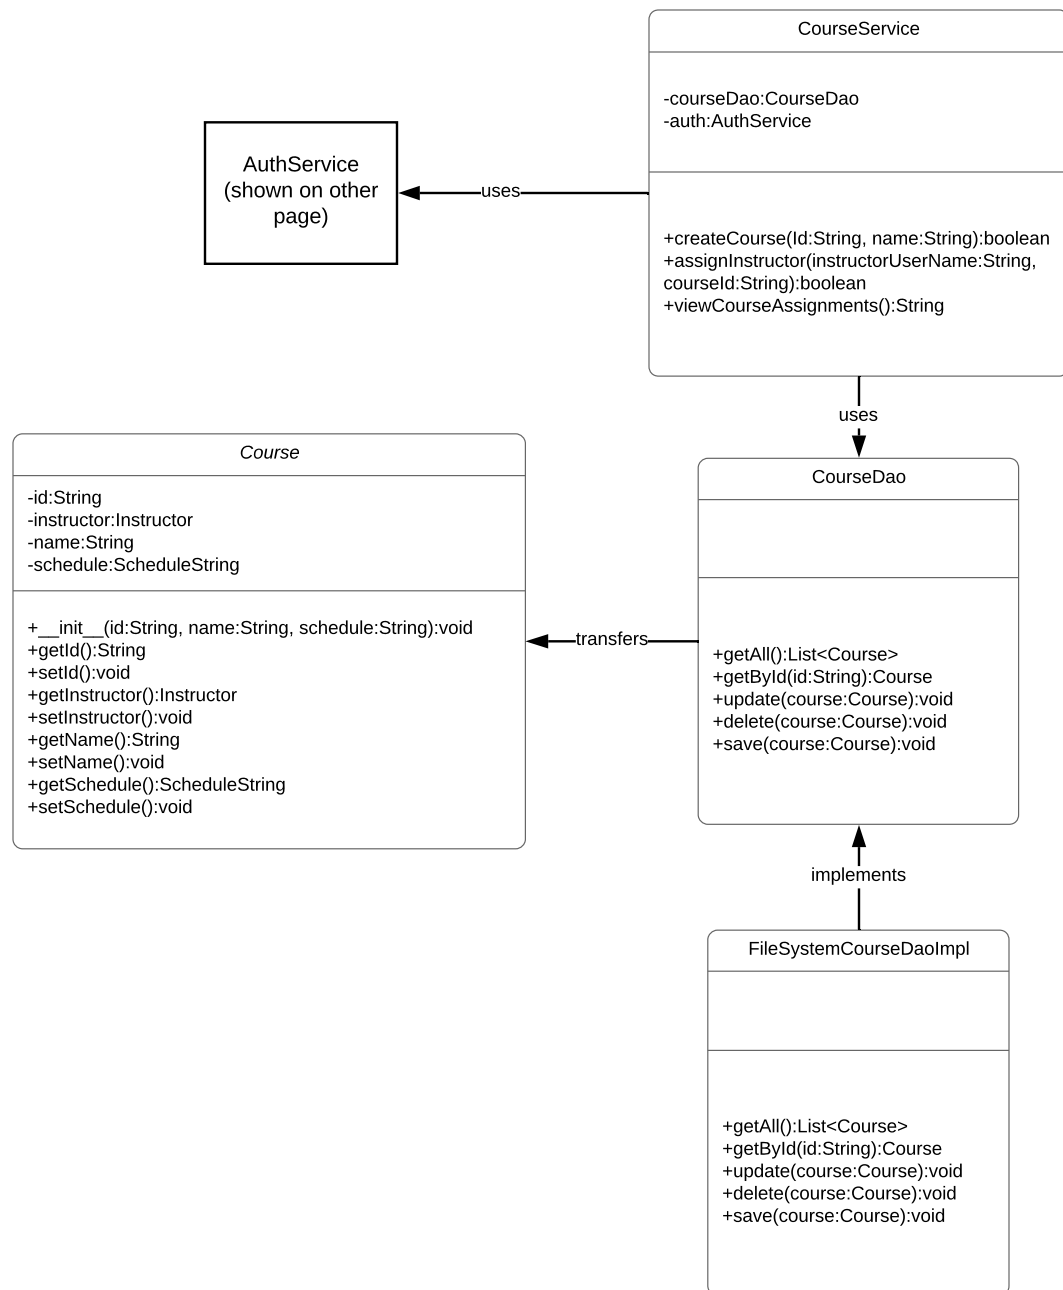 CourseService
-courseDao:CourseDao
-auth:AuthService
+createCourse(Id:String, name:String):boolean
+assignInstructor(instructorUserName:String,
courseId:String):boolean
+viewCourseAssignments():String
AuthService
(shown on other
page)
uses
uses
Course
-id:String
-instructor:Instructor
-name:String
-schedule:ScheduleString
+__init__(id:String, name:String, schedule:String):void
+getId():String
+setId():void
+getInstructor():Instructor
+setInstructor():void
+getName():String
+setName():void
+getSchedule():ScheduleString
+setSchedule():void
transfers
CourseDao
+getAll():List<Course>
+getById(id:String):Course
+update(course:Course):void
+delete(course:Course):void
+save(course:Course):void
implements
FileSystemCourseDaoImpl
+getAll():List<Course>
+getById(id:String):Course
+update(course:Course):void
+delete(course:Course):void
+save(course:Course):void